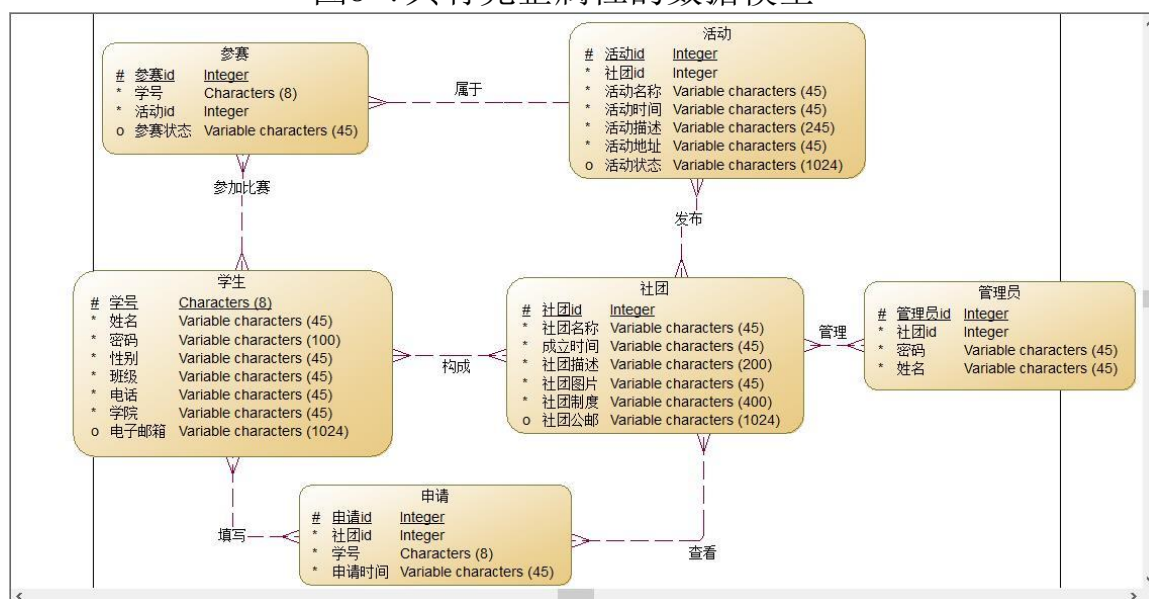 参赛
# 参赛id Integer
* 学号 Characters (8)
* 活动id Integer
o 参赛状态 Variable characters (45)
属于
活动
# 活动id Integer
* 社团id Integer
* 活动名称 Variable characters (45)
* 活动时间 Variable characters (45)
* 活动描述 Variable characters (245)
* 活动地址 Variable characters (45)
o 活动状态 Variable characters (1024)
参加比赛
发布
学生
# 学号 Characters (8)
* 姓名 Variable characters (45)
* 密码 Variable characters (100)
* 性别 Variable characters (45)
* 班级 Variable characters (45)
* 电话 Variable characters (45)
* 学院 Variable characters (45)
o 电子邮箱 Variable characters (1024)
构成
社团
# 社团id Integer
* 社团名称 Variable characters (45)
* 成立时间 Variable characters (45)
* 社团描述 Variable characters (200)
* 社团图片 Variable characters (45)
* 社团制度 Variable characters (400)
o 社团公邮 Variable characters (1024)
管理
管理员
# 管理员id Integer
* 社团id Integer
* 密码 Variable characters (45)
* 姓名 Variable characters (45)
填写
申请
# 申请id Integer
* 社团id Integer
* 学号 Characters (8)
* 申请时间 Variable characters (45)
查看